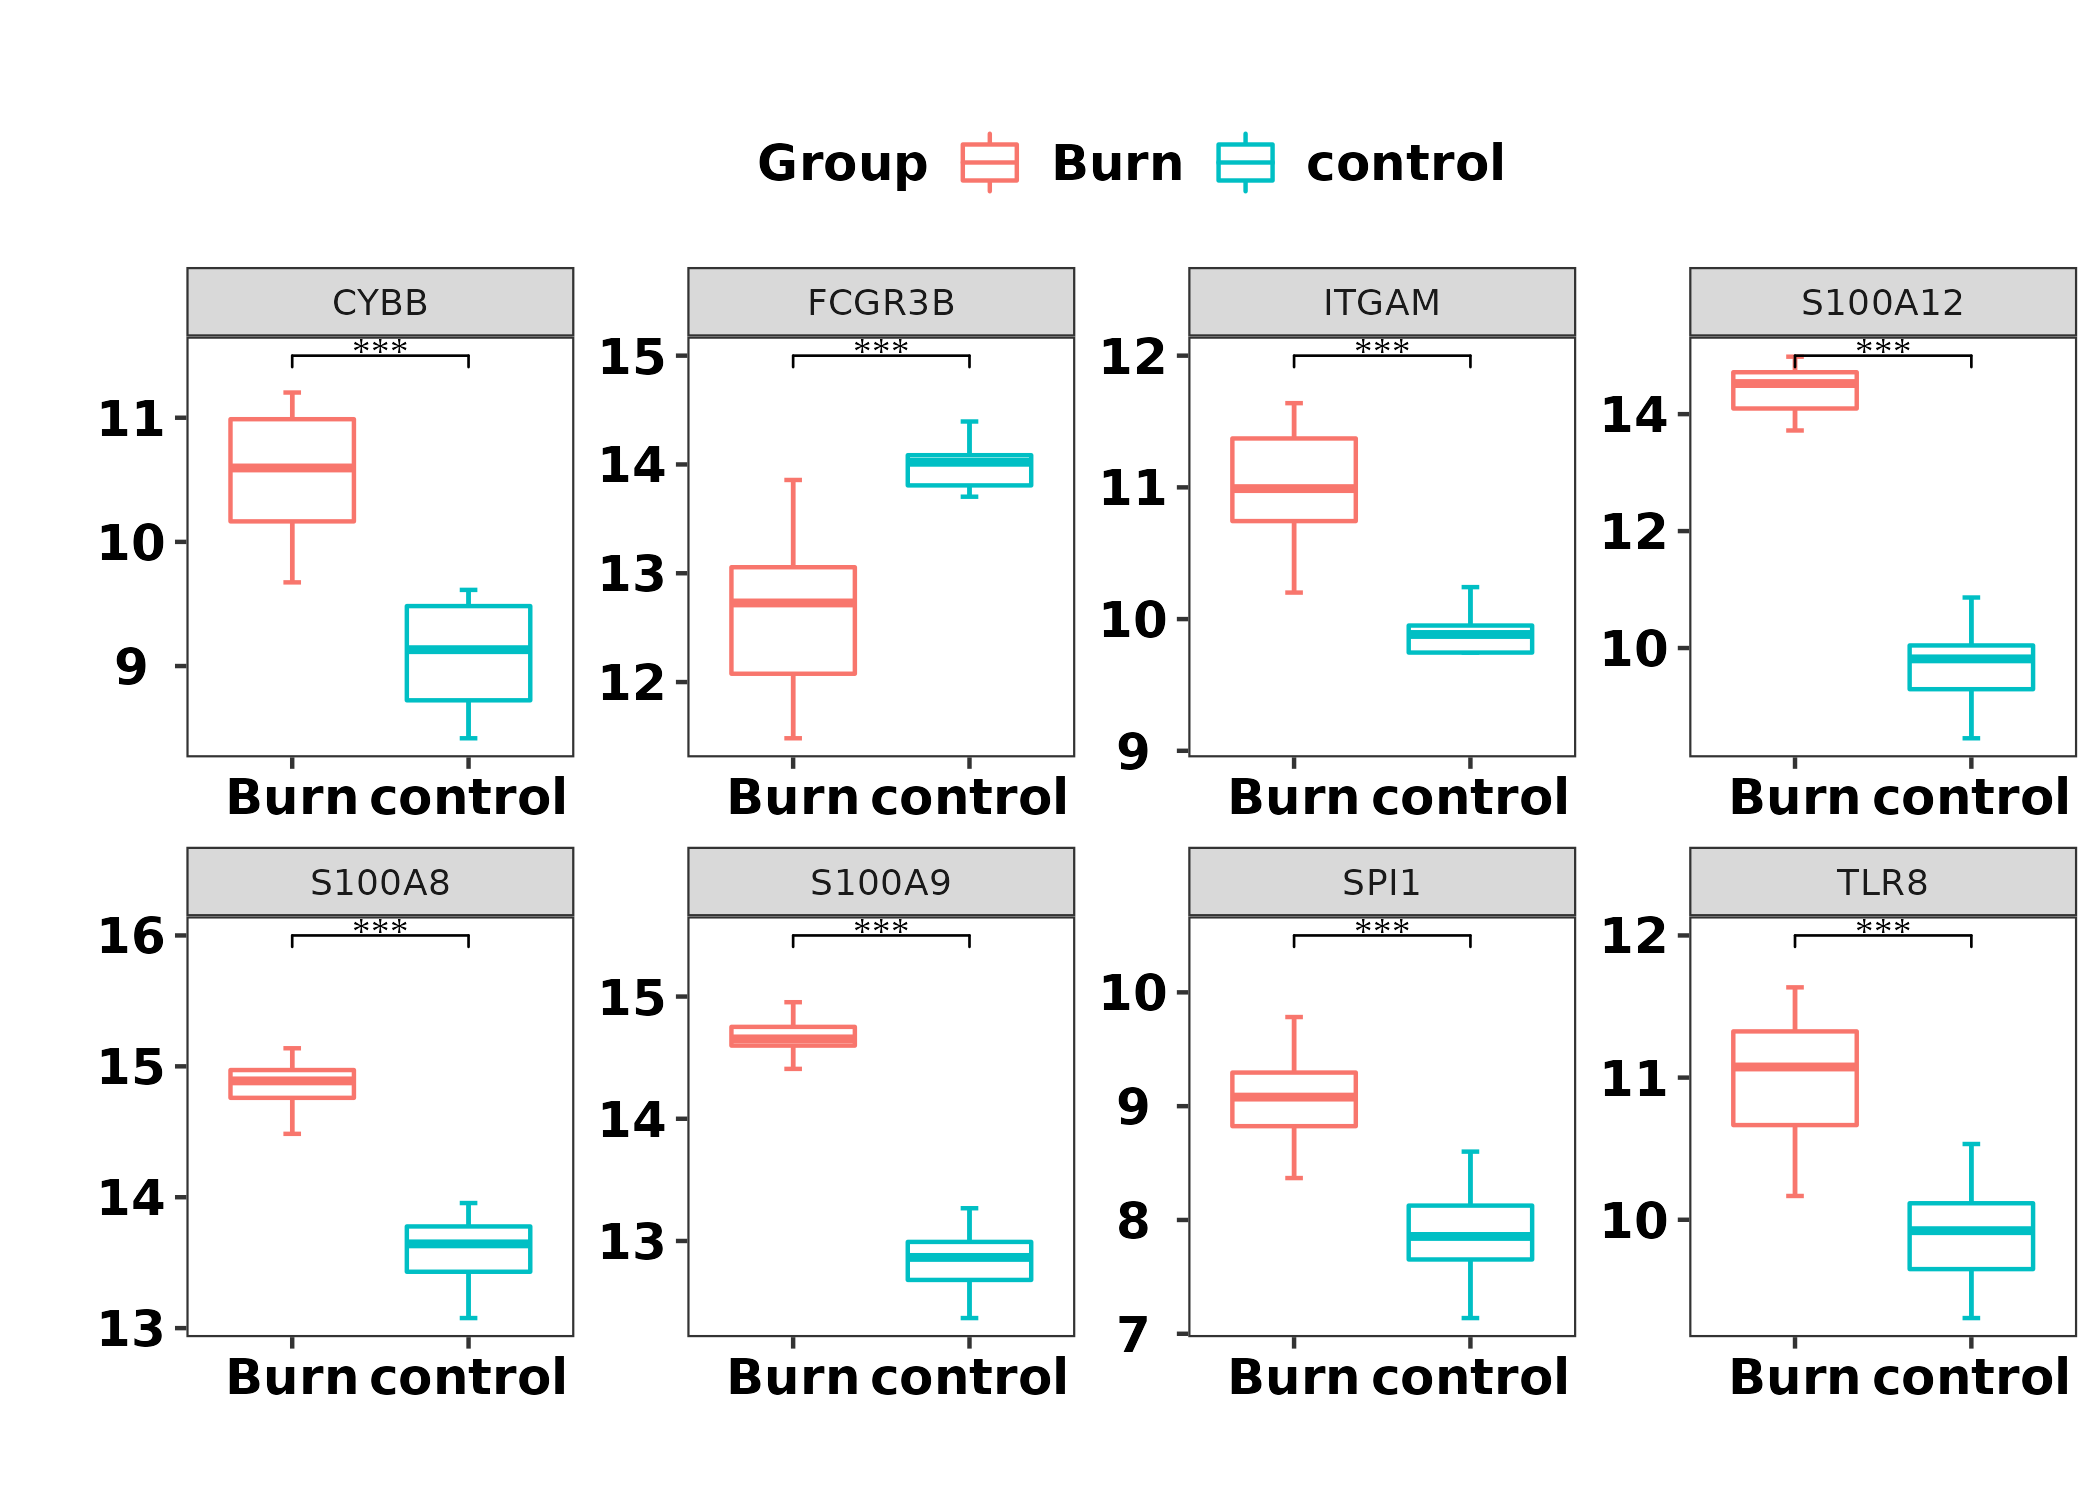 Group Burn control
CYBB FCGR3B ITGAM S100A12
*** *** *** ***
15 12
11 14
14 11
10 13 12
10 10
9 12
9
Burn control Burn control Burn control Burn control
S100A8 S100A9 SPI1 TLR8
*** *** *** ***
16 12
15 10
15 9 11
14
14 8 10
13
13 7
Burn control Burn control Burn control Burn control